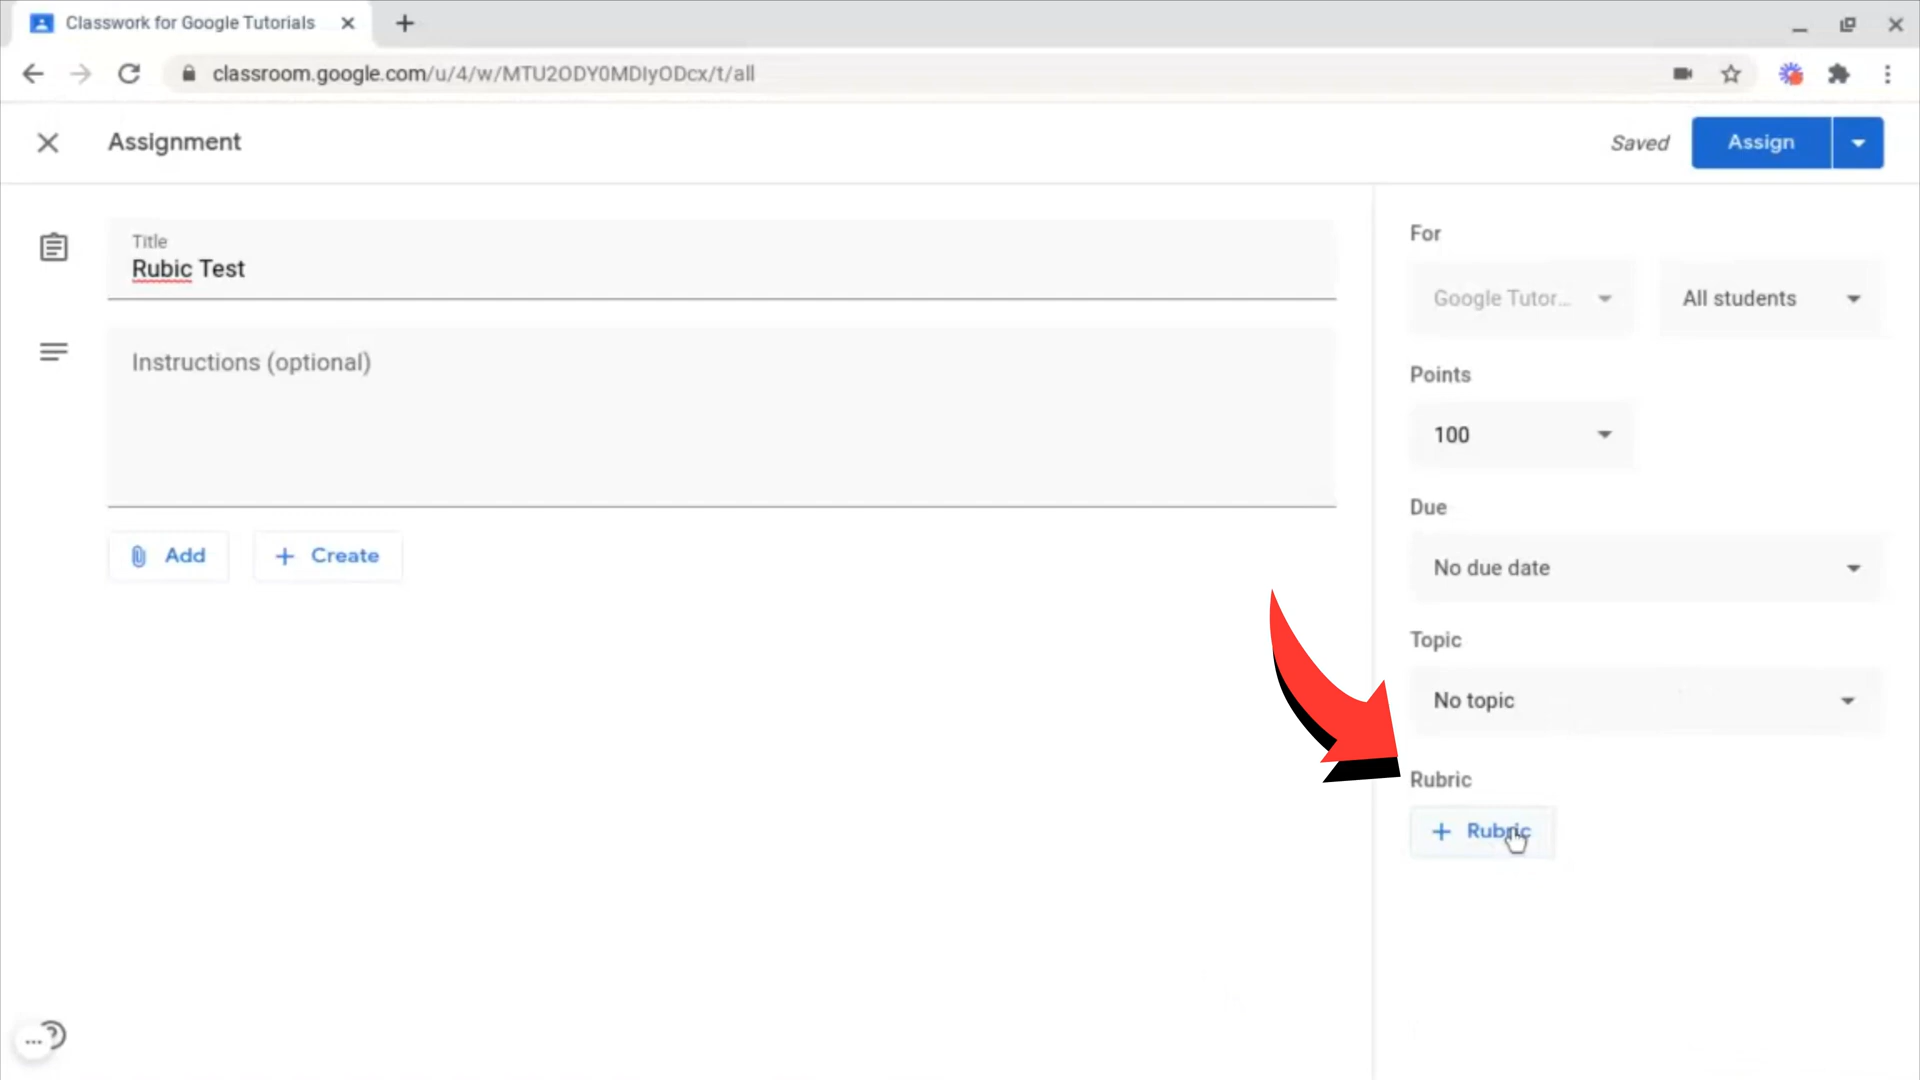 Classwork for Google Tutorials
classroom.google.com/u/4/w/MTU2ODY0MDIyODcx/t/all
Assignment
Saved
Assign
Title
Rubic Test
Instructions (optional)
Add
Create
For
Google Tutor...
All students
Points
100
Due
No due date
Topic
No topic
Rubric
+ Rubric